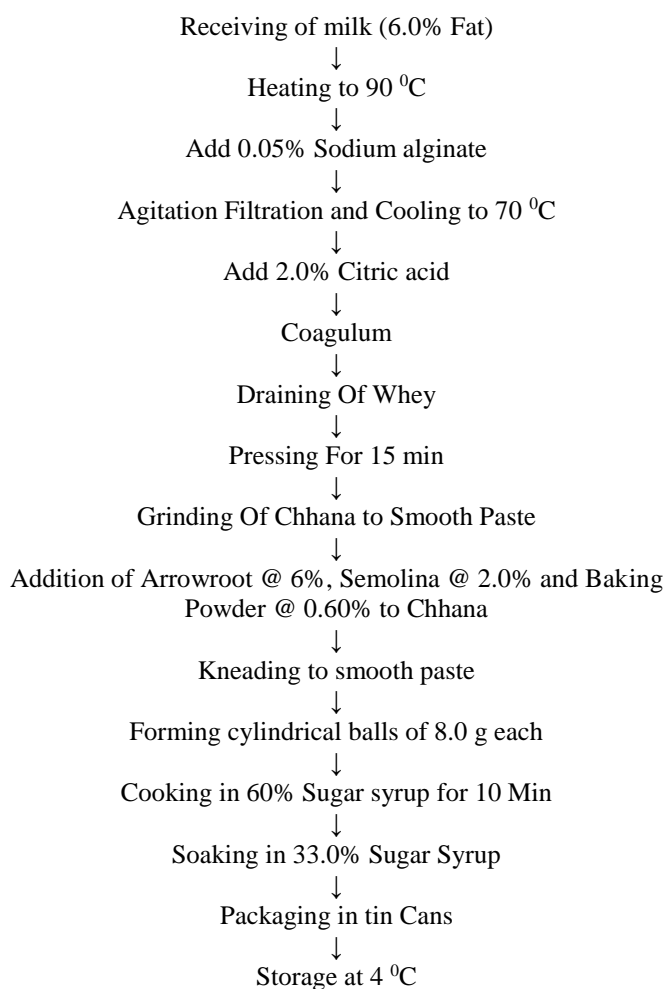 Receiving of milk (6.0% Fat)
↓
Heating to 90 ⁰C
↓
Add 0.05% Sodium alginate
↓
Agitation Filtration and Cooling to 70 ⁰C
↓
Add 2.0% Citric acid
↓
Coagulum
↓
Draining Of Whey
↓
Pressing For 15 min
↓
Grinding Of Chhana to Smooth Paste
↓
Addition of Arrowroot @ 6%, Semolina @ 2.0% and Baking
Powder @ 0.60% to Chhana
↓
Kneading to smooth paste
↓
Forming cylindrical balls of 8.0 g each
↓
Cooking in 60% Sugar syrup for 10 Min
↓
Soaking in 33.0% Sugar Syrup
↓
Packaging in tin Cans
↓
Storage at 4 ⁰C